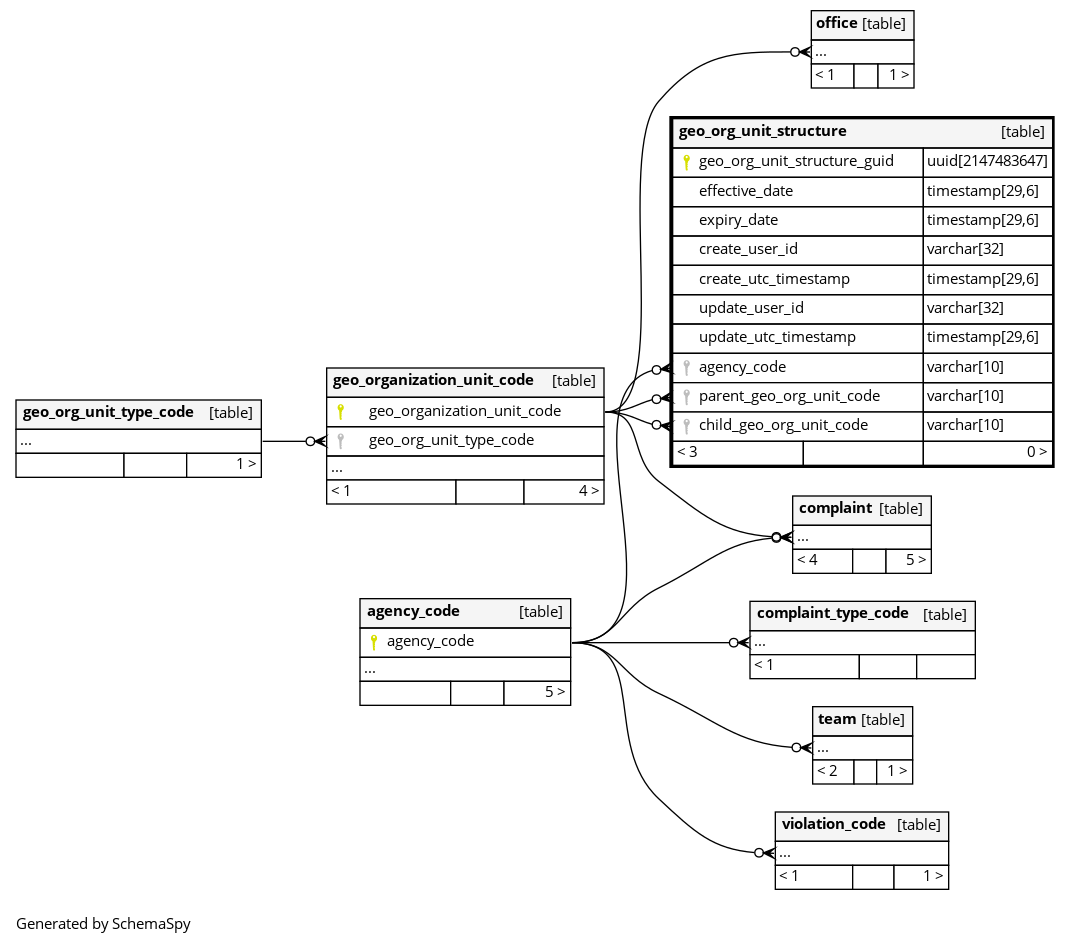 office [table]
...
< 1 1 >
geo_org_unit_structure [table]
geo_org_unit_structure_guid uuid[2147483647]
effective_date timestamp[29,6]
expiry_date timestamp[29,6]
create_user_id varchar[32]
create_utc_timestamp timestamp[29,6]
update_user_id varchar[32]
update_utc_timestamp timestamp[29,6]
agency_code varchar[10]
parent_geo_org_unit_code varchar[10]
child_geo_org_unit_code varchar[10]
< 3 0 >
geo_organization_unit_code [table]
geo_organization_unit_code
geo_org_unit_type_code
...
< 1 4 >
geo_org_unit_type_code [table]
...
1 >
complaint [table]
...
< 4 5 >
agency_code [table]
agency_code
...
5 >
complaint_type_code [table]
...
< 1
team [table]
...
< 2 1 >
violation_code [table]
...
< 1 1 >
Generated by SchemaSpy